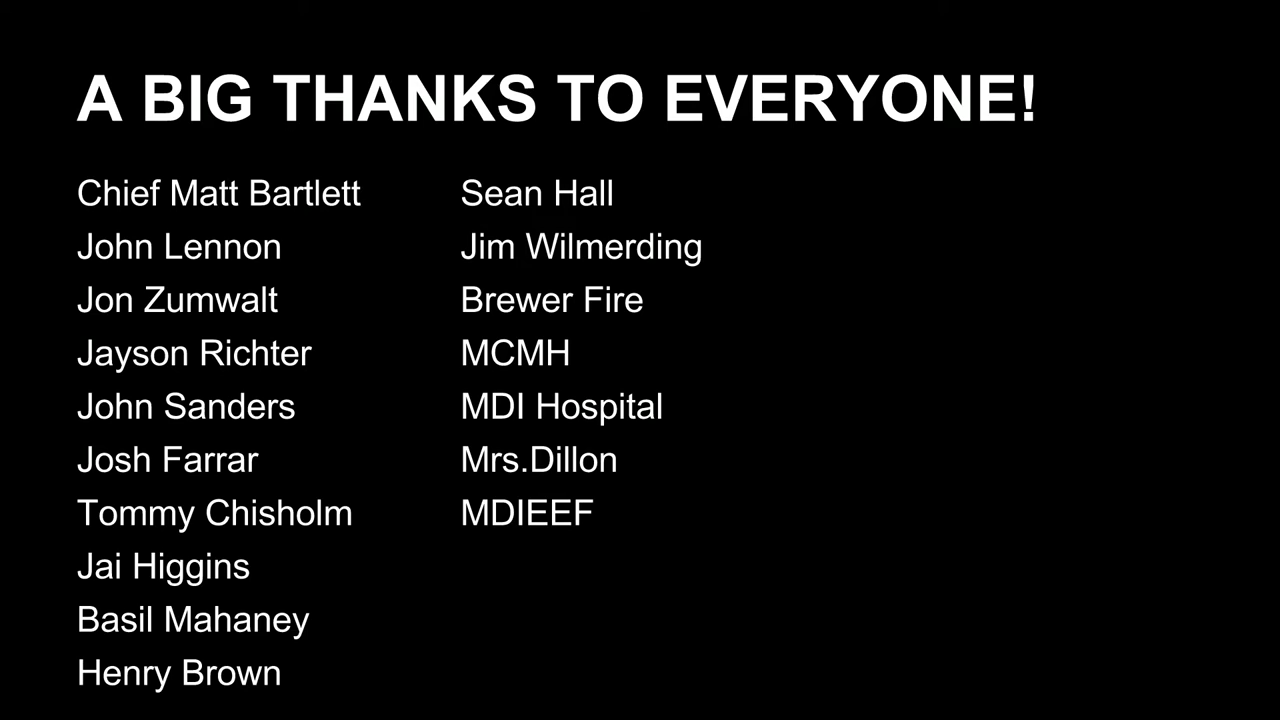 A BIG THANKS TO EVERYONE!
Chief Matt Bartlett
John Lennon
Jon Zumwalt
Jayson Richter
John Sanders
Josh Farrar
Tommy Chisholm
Jai Higgins
Basil Mahaney
Henry Brown
Sean Hall
Jim Wilmerding
Brewer Fire
MCMH
MDI Hospital
Mrs.Dillon
MDIEEF